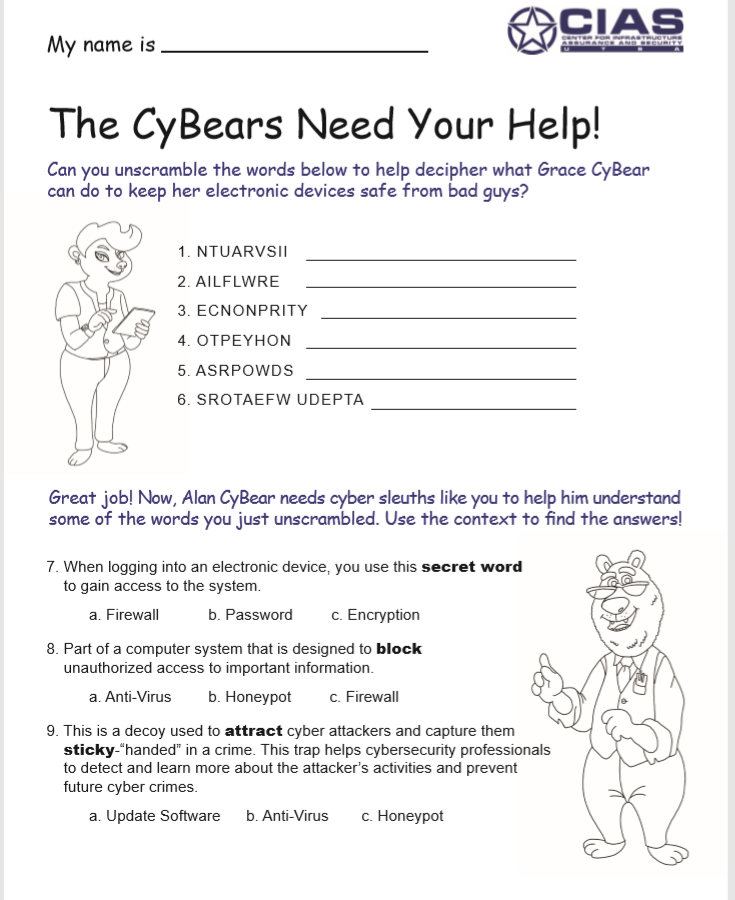 My name is
CIAS
CENTER FOR INFRASTRUCTURE
ASSURANCE AND SECURITY
U T S A
The CyBears Need Your Help!
Can you unscramble the words below to help decipher what Grace CyBear
can do to keep her electronic devices safe from bad guys?
1. NTUARVSII
2. AILFLWRE
3. ECNONPRITY
4. OTPEYHON
5. ASRPOWDS
6. SROTAEFW UDEPTA
Great job! Now, Alan CyBear needs cyber sleuths like you to help him understand
some of the words you just unscrambled. Use the context to find the answers!
7. When logging into an electronic device, you use this secret word
to gain access to the system.
a. Firewall b. Password c. Encryption
8. Part of a computer system that is designed to block
unauthorized access to important information.
a. Anti-Virus b. Honeypot c. Firewall
9. This is a decoy used to attract cyber attackers and capture them
sticky-“handed” in a crime. This trap helps cybersecurity professionals
to detect and learn more about the attacker’s activities and prevent
future cyber crimes.
a. Update Software b. Anti-Virus c. Honeypot